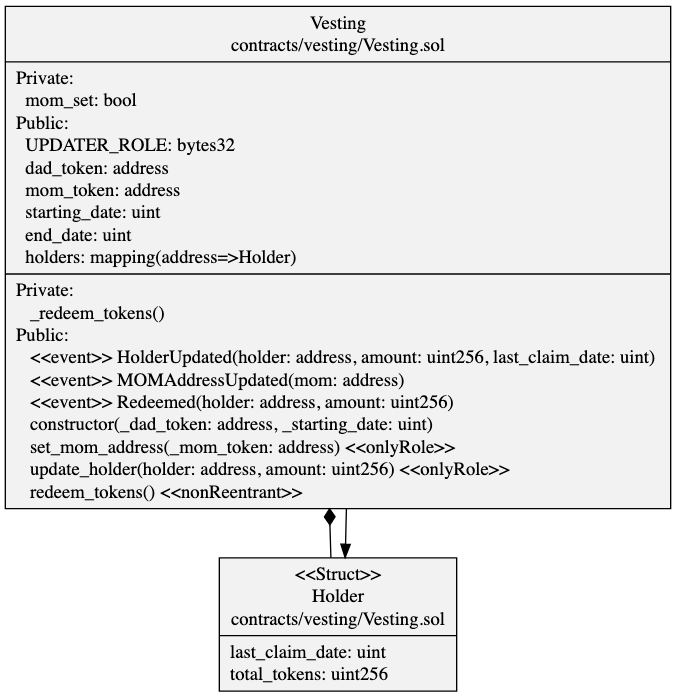 Vesting
contracts/vesting/Vesting.sol
Private:
mom_set: bool
Public:
UPDATER_ROLE: bytes32
dad_token: address
mom_token: address
starting_date: uint
end_date: uint
holders: mapping(address=>Holder)
Private:
_redeem_tokens()
Public:
<<event>> HolderUpdated(holder: address, amount: uint256, last_claim_date: uint)
<<event>> MOMAddressUpdated(mom: address)
<<event>> Redeemed(holder: address, amount: uint256)
constructor(_dad_token: address, _starting_date: uint)
set_mom_address(_mom_token: address) <<onlyRole>>
update_holder(holder: address, amount: uint256) <<onlyRole>>
redeem_tokens() <<nonReentrant>>
<<Struct>>
Holder
contracts/vesting/Vesting.sol
last_claim_date: uint
total_tokens: uint256